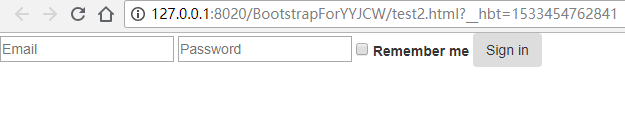 127.0.0.1:8020/BootstrapForYYJCW/test2.html?__hbt=1533454762841
Email Password Remember me Sign in